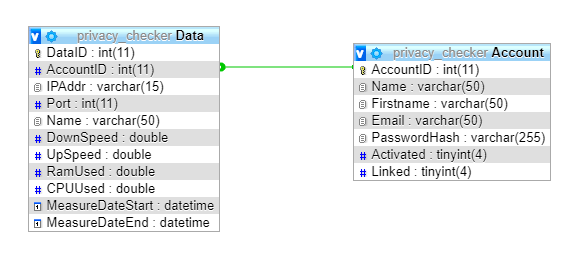 privacy_checker Data
DataID : int(11)
AccountID : int(11)
IPAddr : varchar(15)
Port : int(11)
Name : varchar(50)
DownSpeed : double
UpSpeed : double
RamUsed : double
CPUUsed : double
MeasureDateStart : datetime
MeasureDateEnd : datetime
privacy_checker Account
AccountID : int(11)
Name : varchar(50)
Firstname : varchar(50)
Email : varchar(50)
PasswordHash : varchar(255)
Activated : tinyint(4)
Linked : tinyint(4)